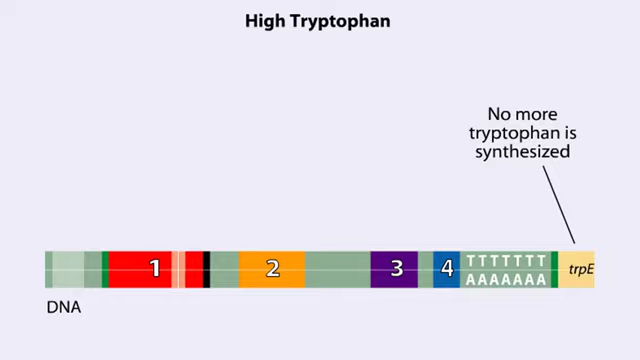 High Tryptophan
No more
tryptophan is
synthesized
1 2 3 4 TTTTTTT
AAAAAAA
trpE
DNA